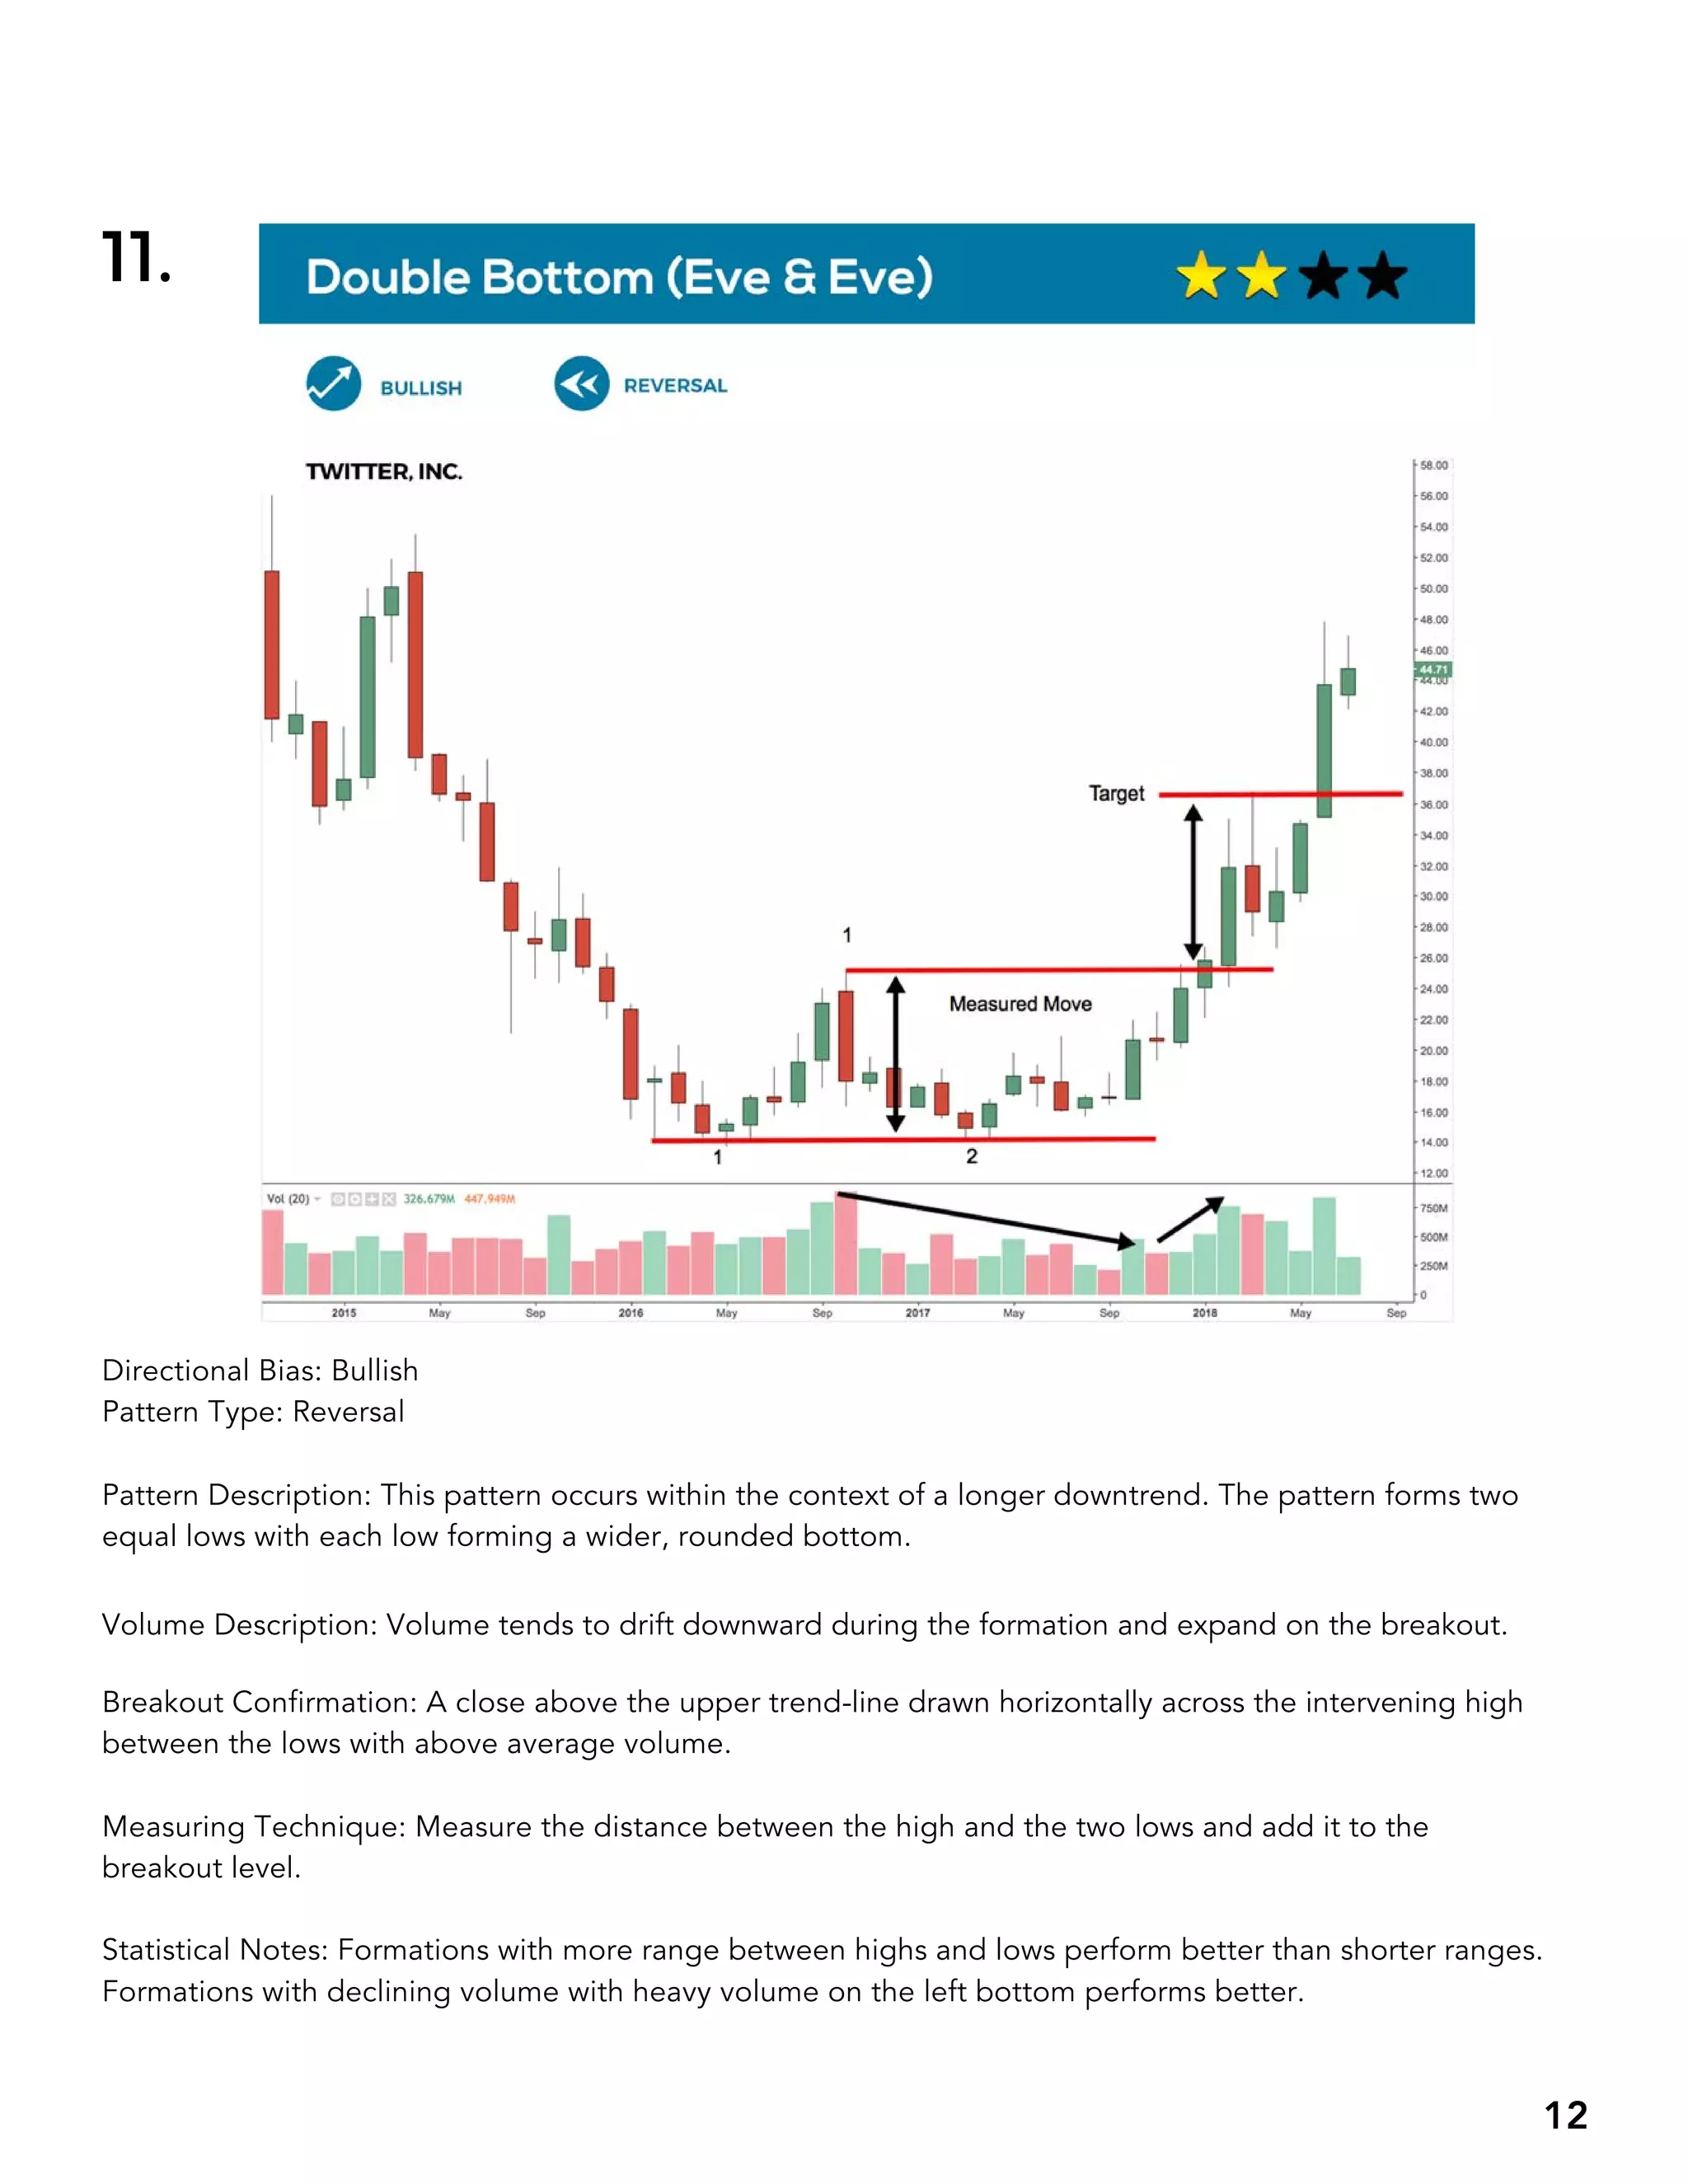 11.
Double Bottom (Eve & Eve)
BULLISH
REVERSAL
TWITTER, INC.
58.00
56.00
54.00
52.00
50.00
48.00
46.00
44.71
44.00
42.00
40.00
38.00
Target
36.00
34.00
32.00
30.00
1
28.00
26.00
24.00
Measured Move
22.00
20.00
18.00
16.00
14.00
1
2
12.00
Vol (20) 326.679M 447.949M
750M
500M
250M
0
2015 May Sep 2016 May Sep 2017 May Sep 2018 May Sep
Directional Bias: Bullish
Pattern Type: Reversal
Pattern Description: This pattern occurs within the context of a longer downtrend. The pattern forms two
equal lows with each low forming a wider, rounded bottom.
Volume Description: Volume tends to drift downward during the formation and expand on the breakout.
Breakout Confirmation: A close above the upper trend-line drawn horizontally across the intervening high
between the lows with above average volume.
Measuring Technique: Measure the distance between the high and the two lows and add it to the
breakout level.
Statistical Notes: Formations with more range between highs and lows perform better than shorter ranges.
Formations with declining volume with heavy volume on the left bottom performs better.
12